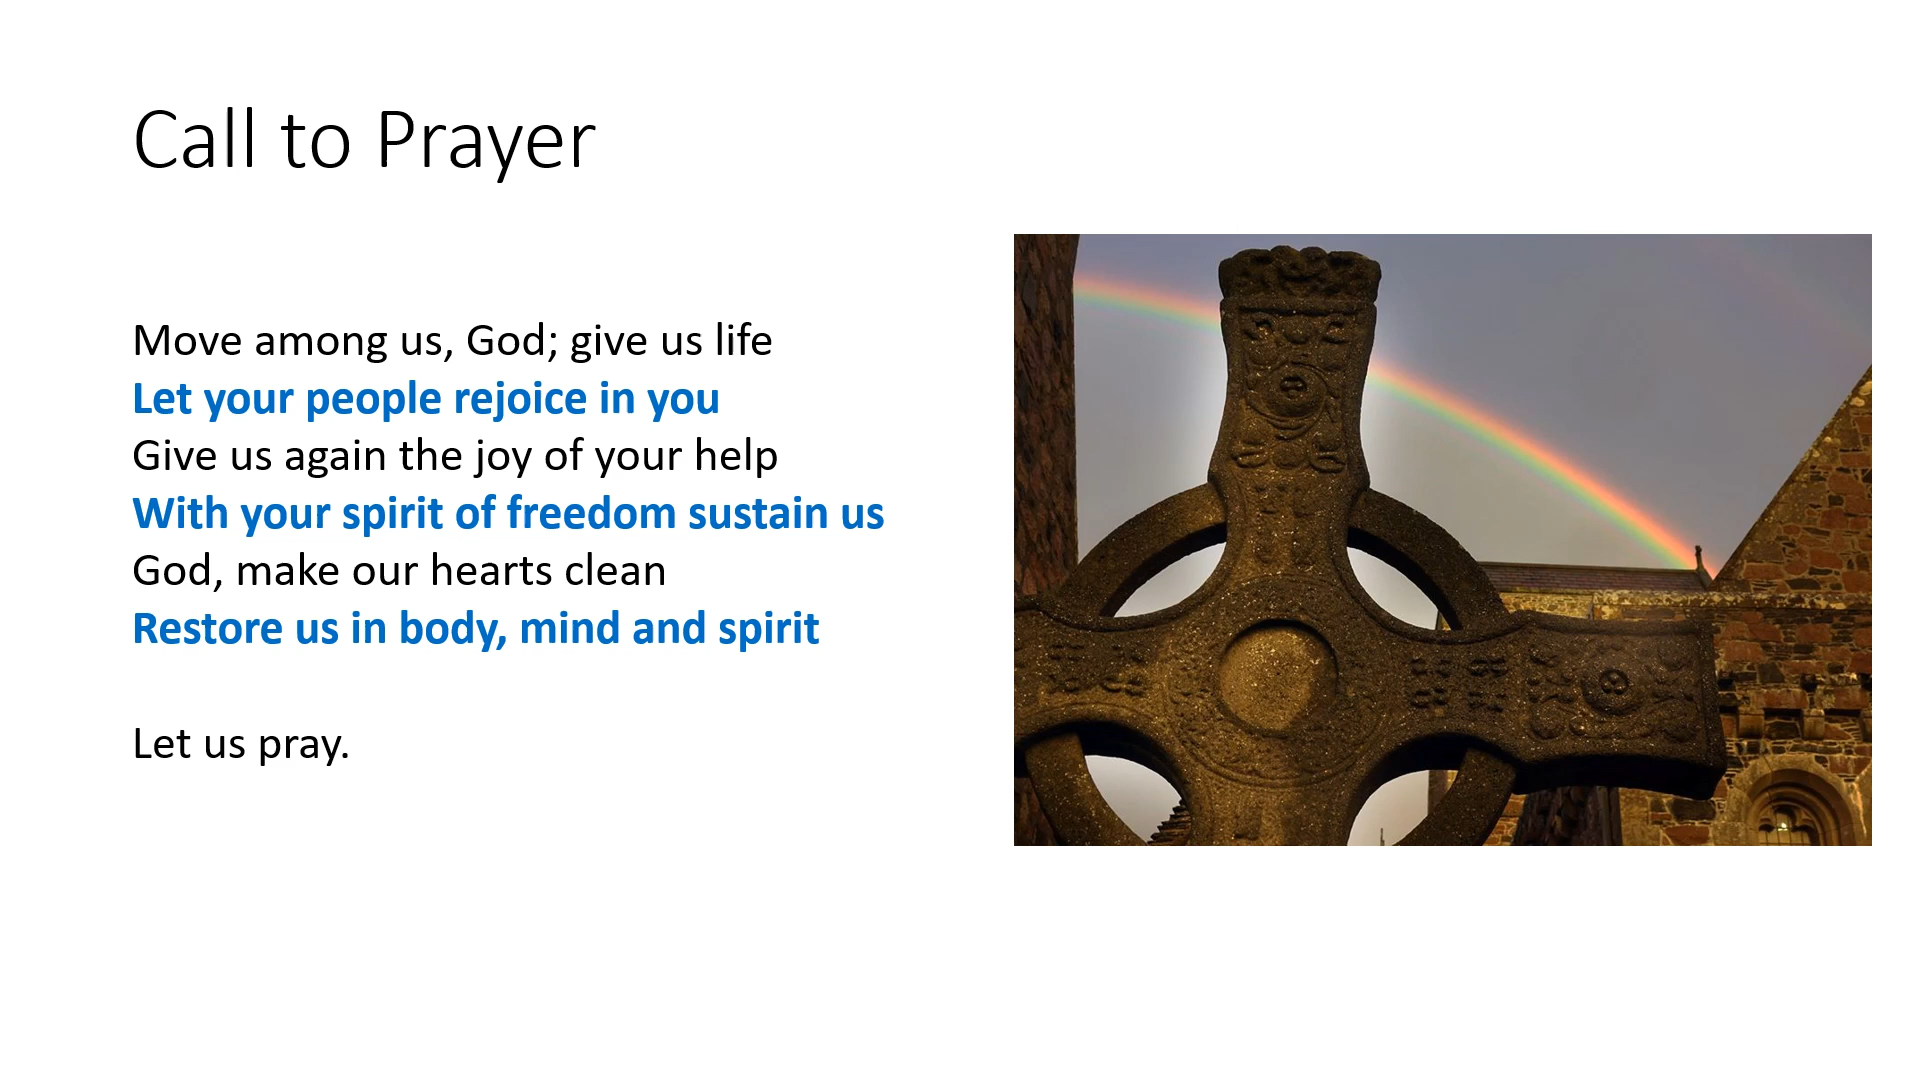 Call to Prayer
Move among us, God; give us life
Let your people rejoice in you
Give us again the joy of your help
With your spirit of freedom sustain us
God, make our hearts clean
Restore us in body, mind and spirit
Let us pray.